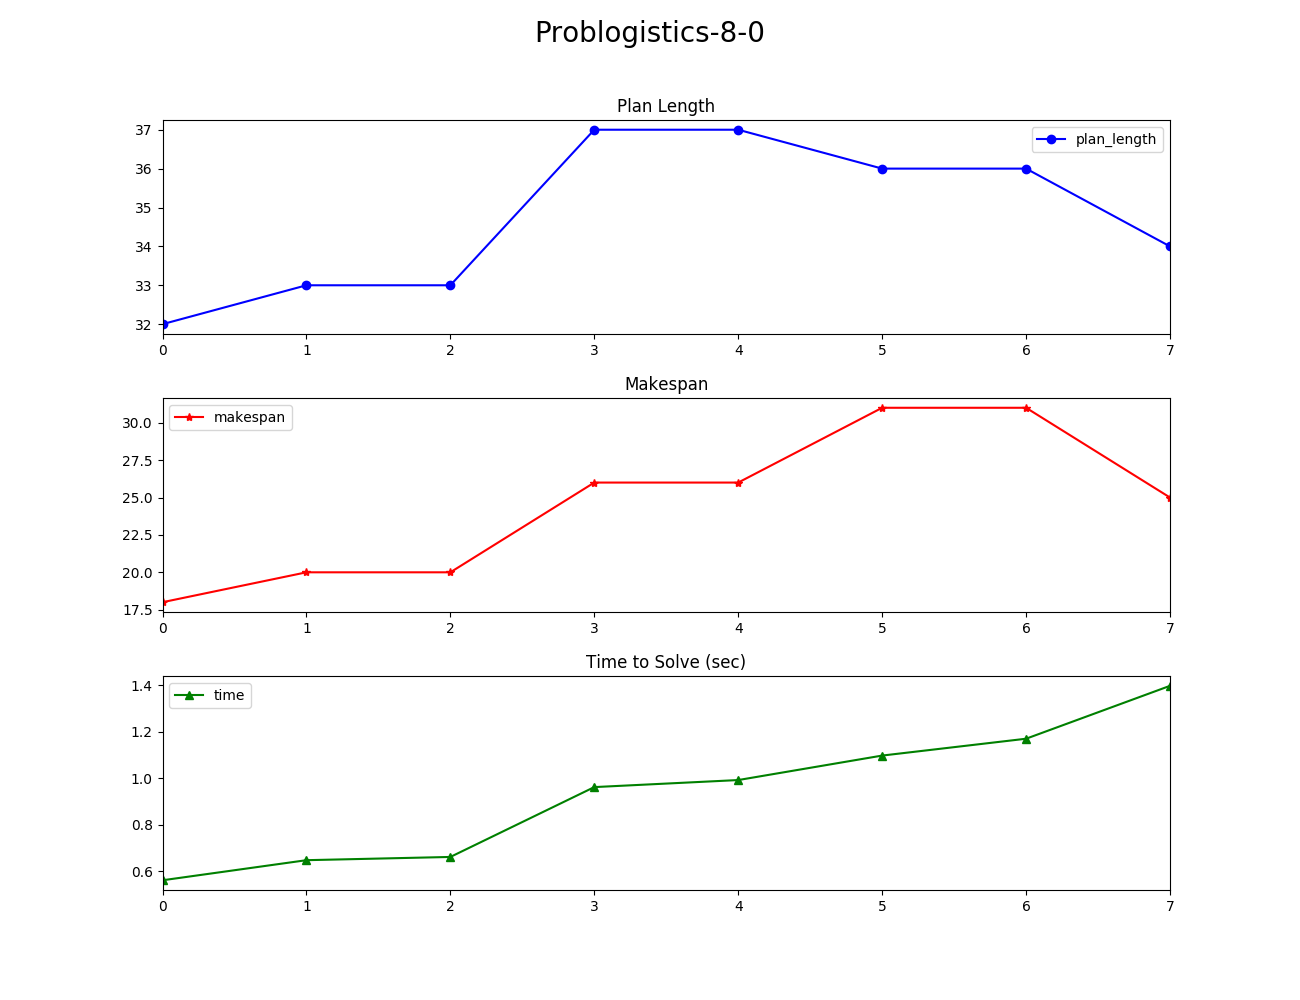 Problogistics-8-0
Plan Length
37
36
35
34
33
32
plan_length
0 1 2 3 4 5 6 7
Makespan
30.0
27.5
25.0
22.5
20.0
17.5
makespan
0 1 2 3 4 5 6 7
Time to Solve (sec)
1.4
1.2
1.0
0.8
0.6
time
0 1 2 3 4 5 6 7